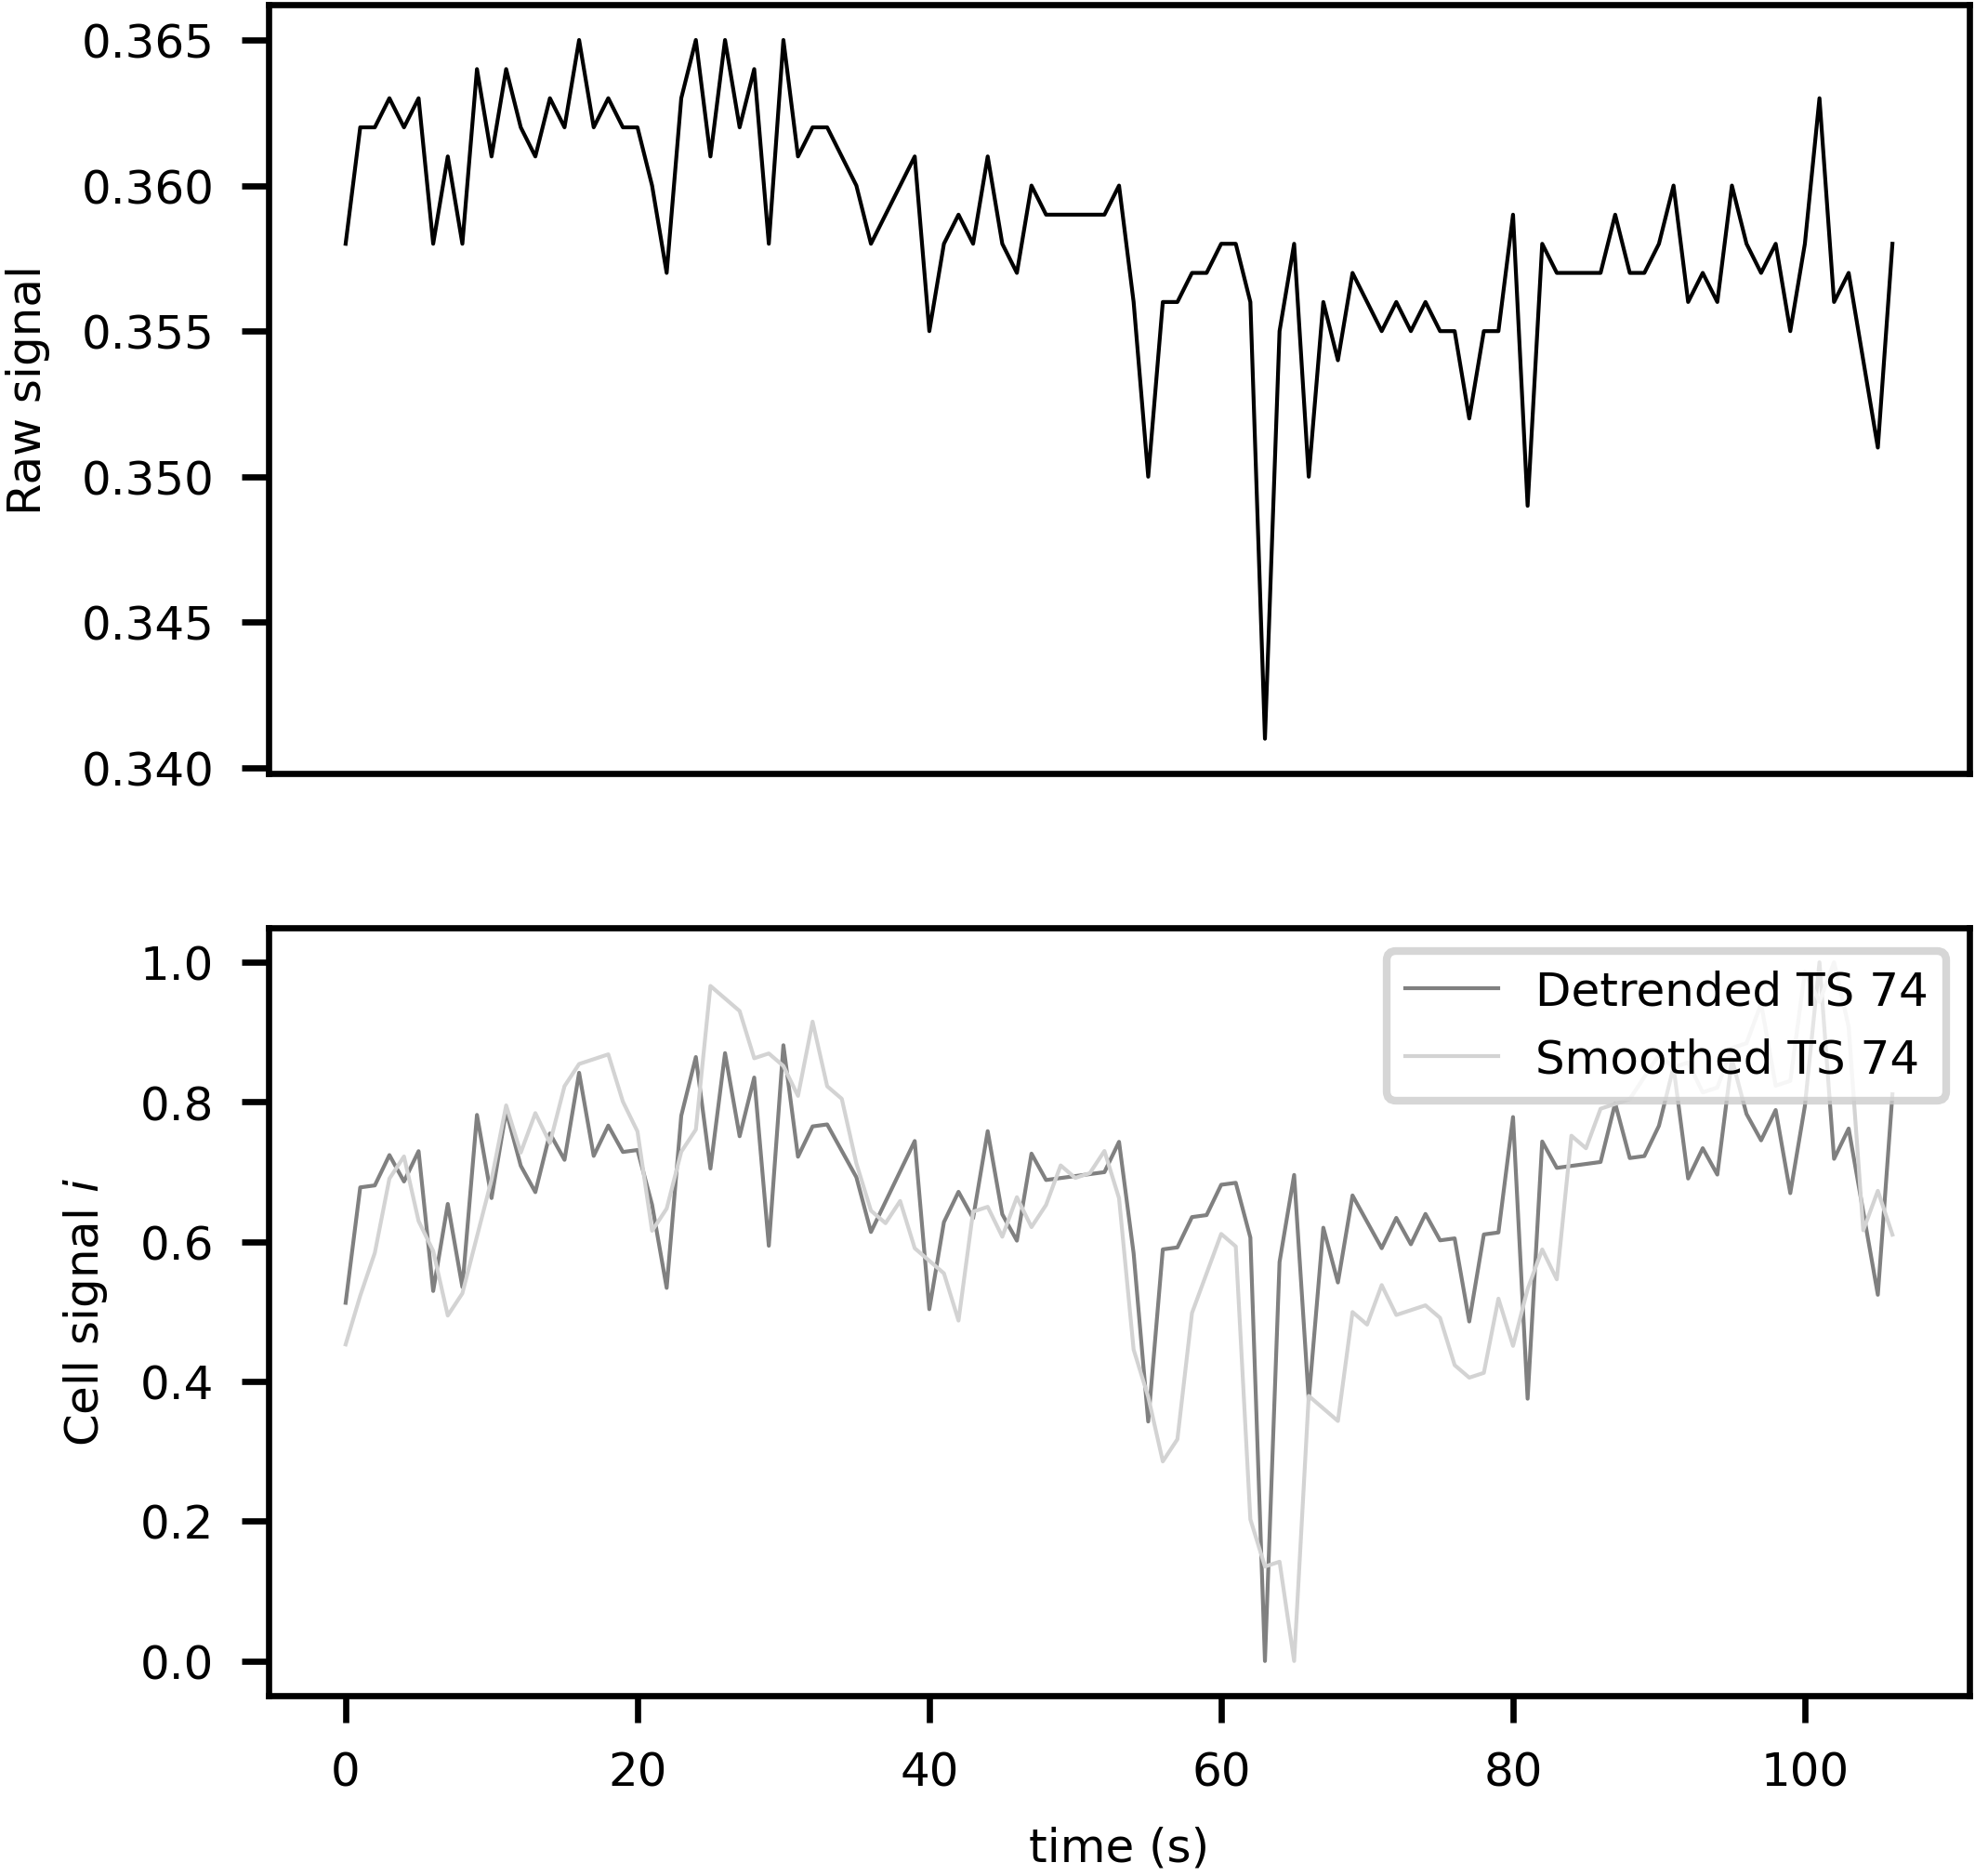 0.365
0.360
0.355
0.350
0.345
0.340
Raw signal
1.0
0.8
0.6
0.4
0.2
0.0
Cell signal i
Detrended TS 74
Smoothed TS 74
0 20 40 60 80 100
time (s)